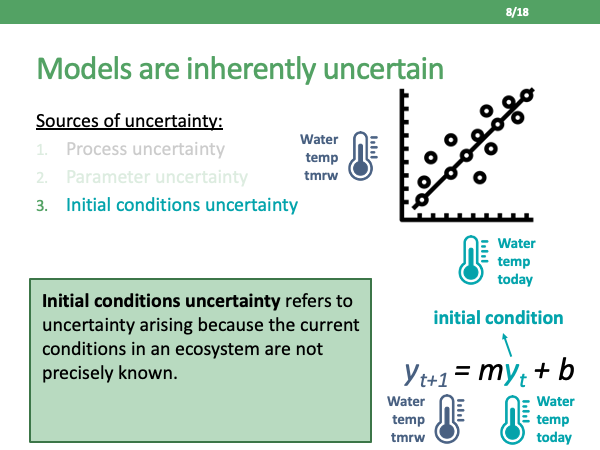 8/18
Models are inherently uncertain
Sources of uncertainty:
1. Process uncertainty
2. Parameter uncertainty
3. Initial conditions uncertainty
Water
temp
tmrw
Water
temp
today
Initial conditions uncertainty refers to
uncertainty arising because the current
conditions in an ecosystem are not
precisely known.
initial condition
yₜ₊₁ = myₜ + b
Water
temp
tmrw
Water
temp
today